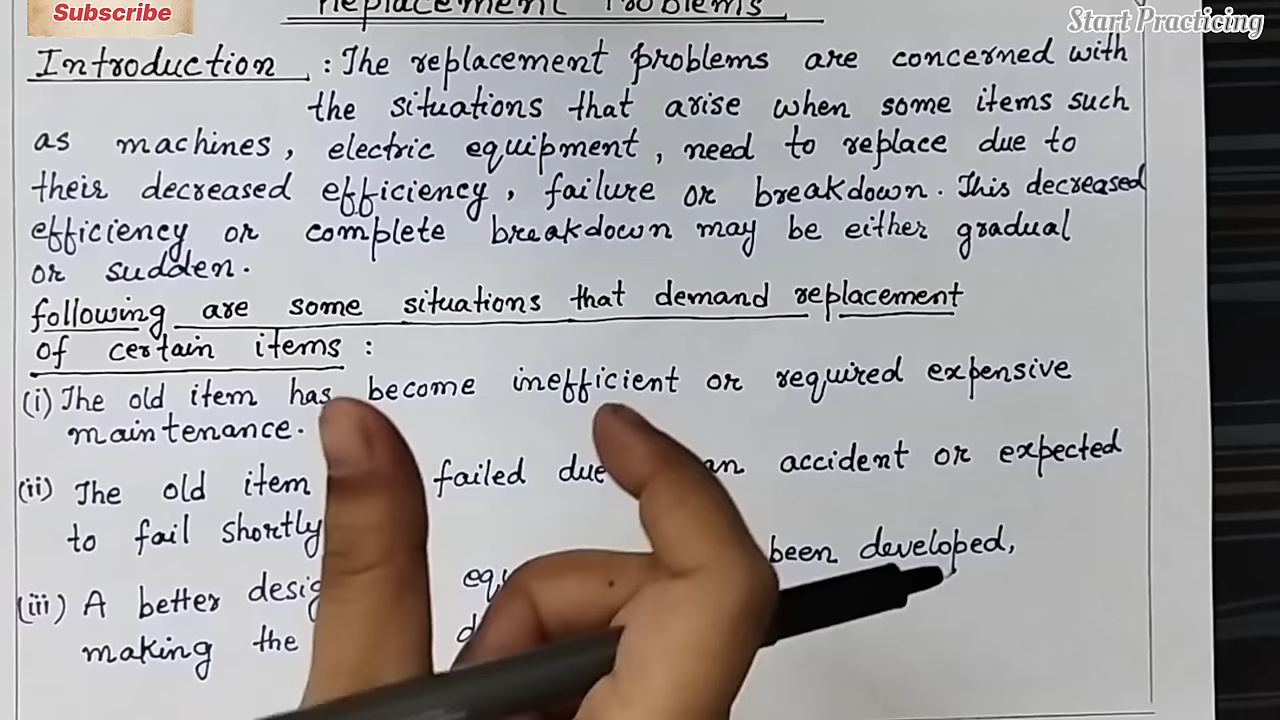 Subscribe
Replacement Problems
Start Practicing
Introduction : The replacement problems are concerned with
the situations that arise when some items such
as machines, electric equipment, need to replace due to
their decreased efficiency, failure or breakdown. This decreased
efficiency or complete breakdown may be either gradual
or sudden.
following are some situations that demand replacement
of certain items :
(i) The old item has become inefficient or required expensive
maintenance.
(ii) The old item failed due an accident or expected
to fail shortly
(iii) A better been developed,
making the